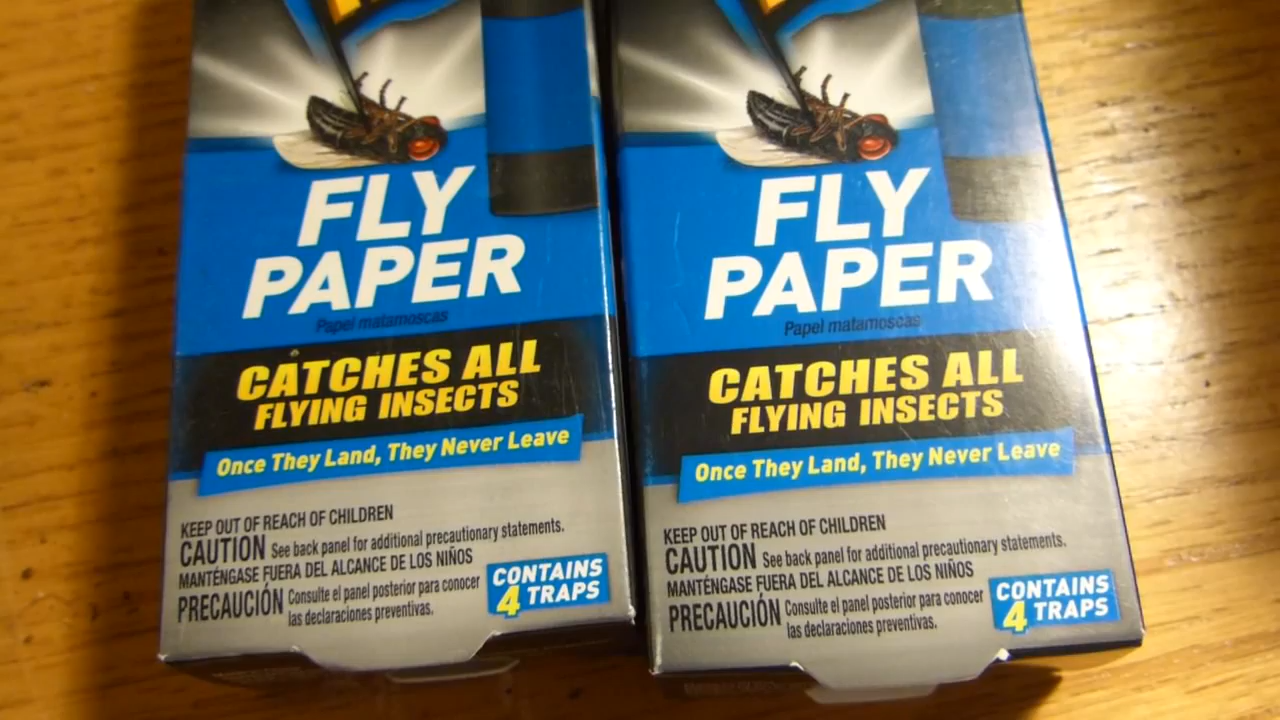 FLY
PAPER
Papel matamoscas
CATCHES ALL
FLYING INSECTS
Once They Land, They Never Leave
KEEP OUT OF REACH OF CHILDREN
CAUTION See back panel for additional precautionary statements.
MANTÉNGASE FUERA DEL ALCANCE DE LOS NIÑOS
PRECAUCIÓN Consulte el panel posterior para conocer
las declaraciones preventivas.
CONTAINS
4 TRAPS
FLY
PAPER
Papel matamoscas
CATCHES ALL
FLYING INSECTS
Once They Land, They Never Leave
KEEP OUT OF REACH OF CHILDREN
CAUTION See back panel for additional precautionary statements.
MANTÉNGASE FUERA DEL ALCANCE DE LOS NIÑOS
PRECAUCIÓN Consulte el panel posterior para conocer
las declaraciones preventivas.
CONTAINS
4 TRAPS